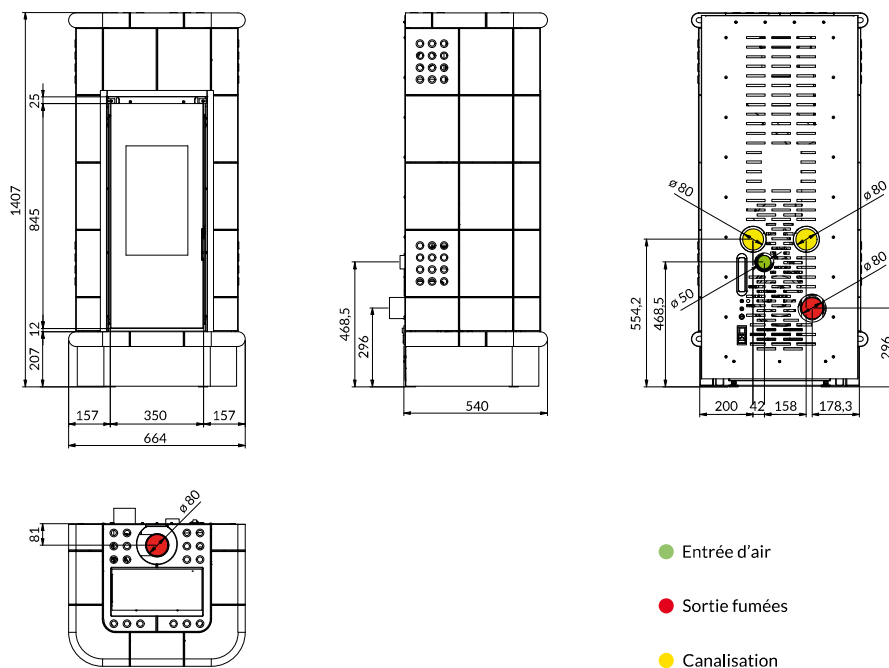 1407
25
845
12
207
157
350
157
664
468,5
296
540
ø 80
ø 80
ø 50
ø 80
554,2
468,5
296
200
42
158
178,3
81
ø 80
Entrée d'air
Sortie fumées
Canalisation